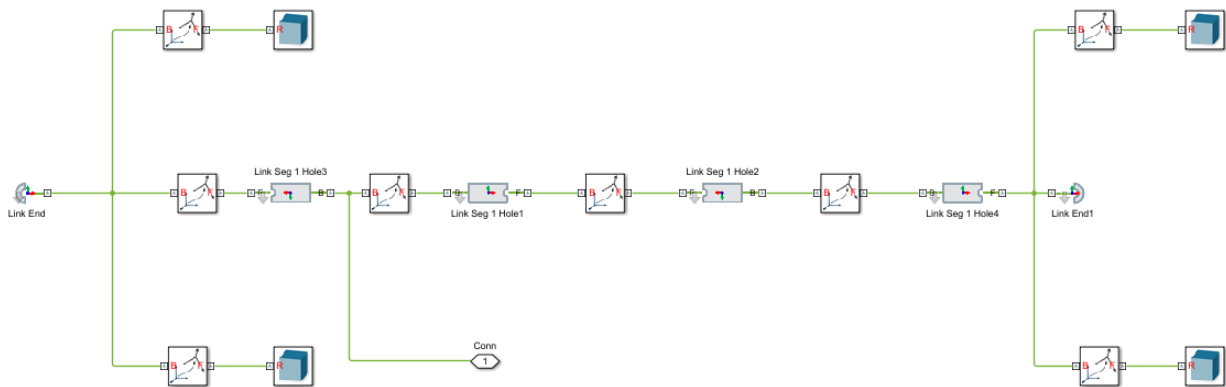 B F R
B F R
Link Seg 1 Hole3
Link Seg 1 Hole2
B F
F B
B F
B F
B F
F B
B F
B F
Link End
Link Seg 1 Hole1
Link Seg 1 Hole4
Link End1
Conn
1
B F R
B F R